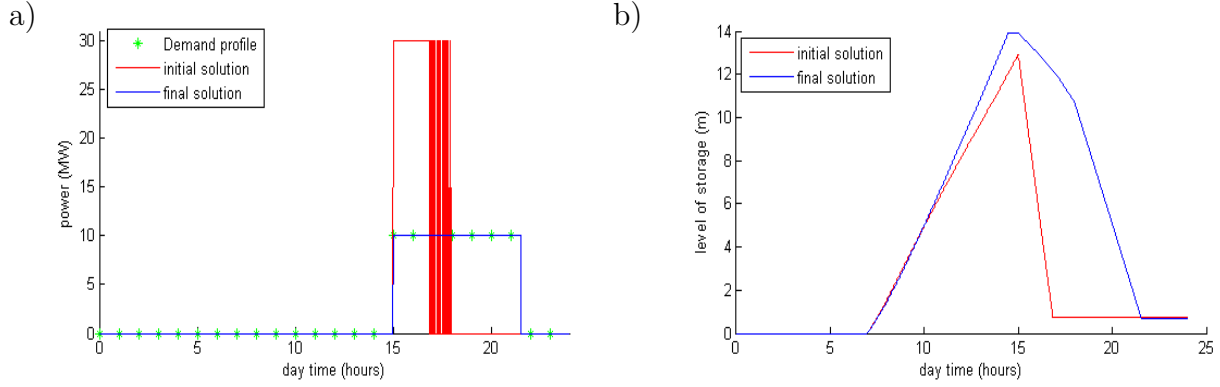 a)
30
25
20
15
10
5
0
power (MW)
Demand profile
initial solution
final solution
0
5
10
15
20
day time (hours)
b)
14
12
10
8
6
4
2
0
level of storage (m)
initial solution
final solution
0
5
10
15
20
25
day time (hours)